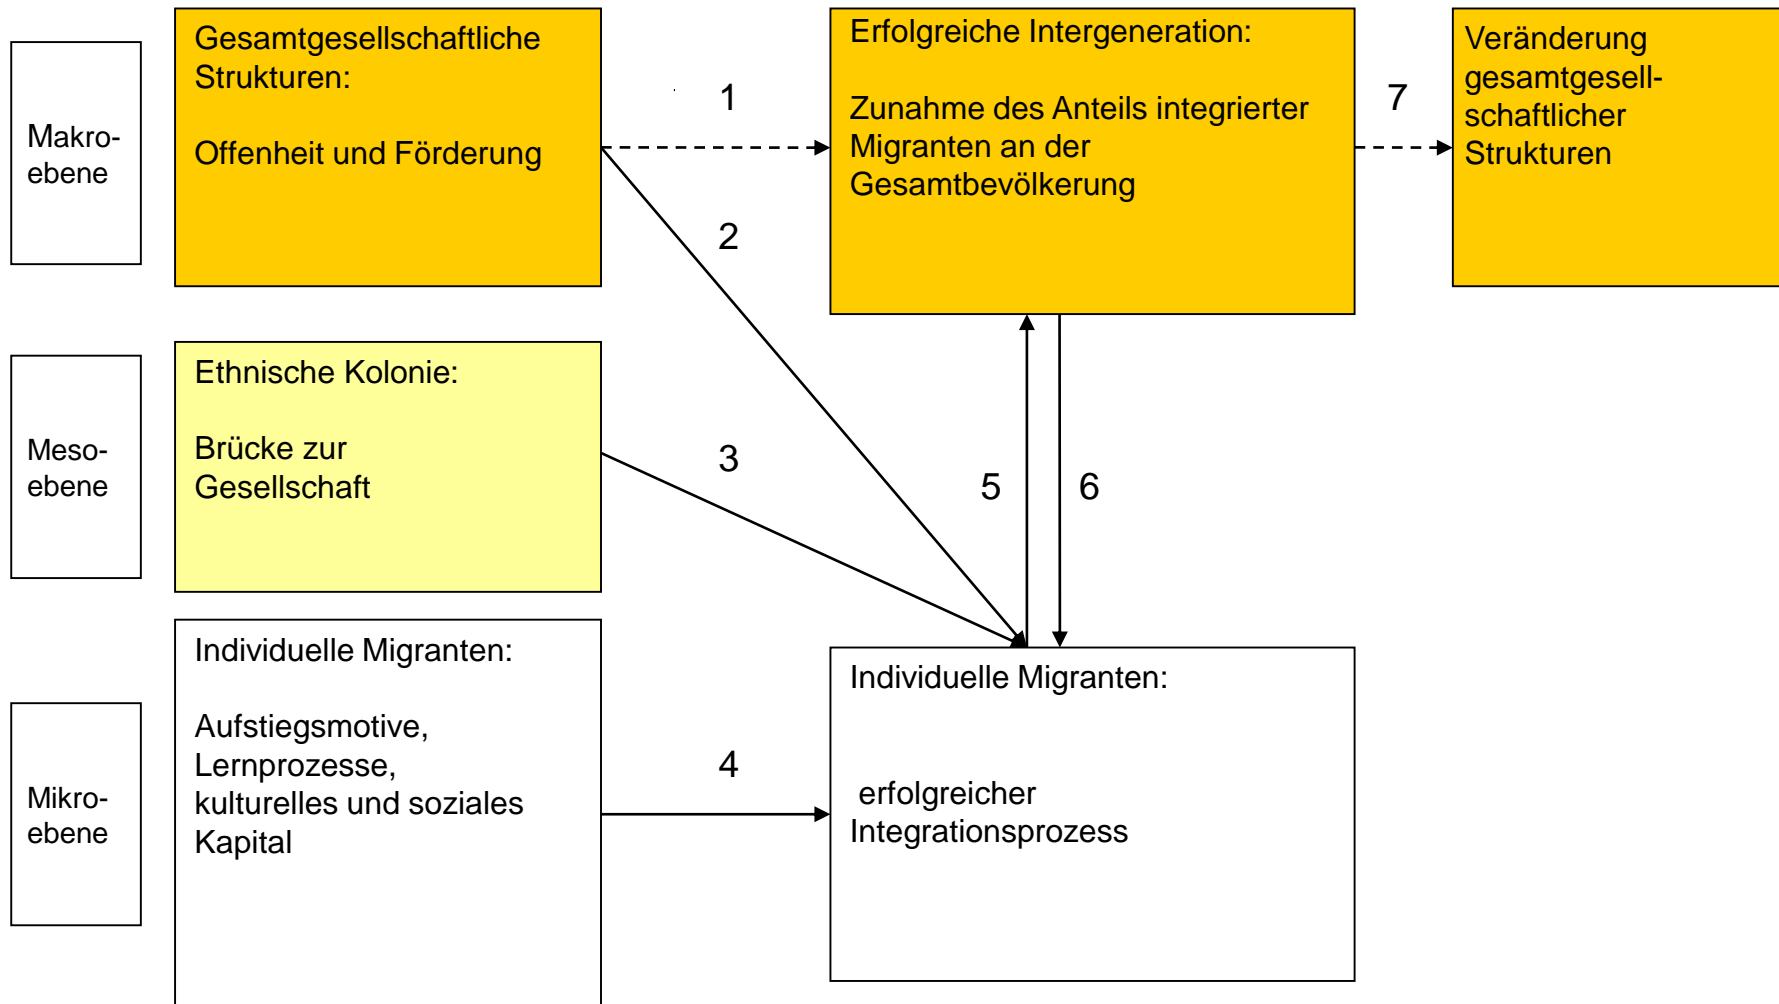 Makro-
ebene
Gesamtgesellschaftliche
Strukturen:
Offenheit und Förderung
1
Erfolgreiche Intergeneration:
Zunahme des Anteils integrierter
Migranten an der
Gesamtbevölkerung
7
Veränderung
gesamtgesell-
schaftlicher
Strukturen
2
Meso-
ebene
Ethnische Kolonie:
Brücke zur
Gesellschaft
3
5
6
Mikro-
ebene
Individuelle Migranten:
Aufstiegsmotive,
Lernprozesse,
kulturelles und soziales
Kapital
4
Individuelle Migranten:
erfolgreicher
Integrationsprozess